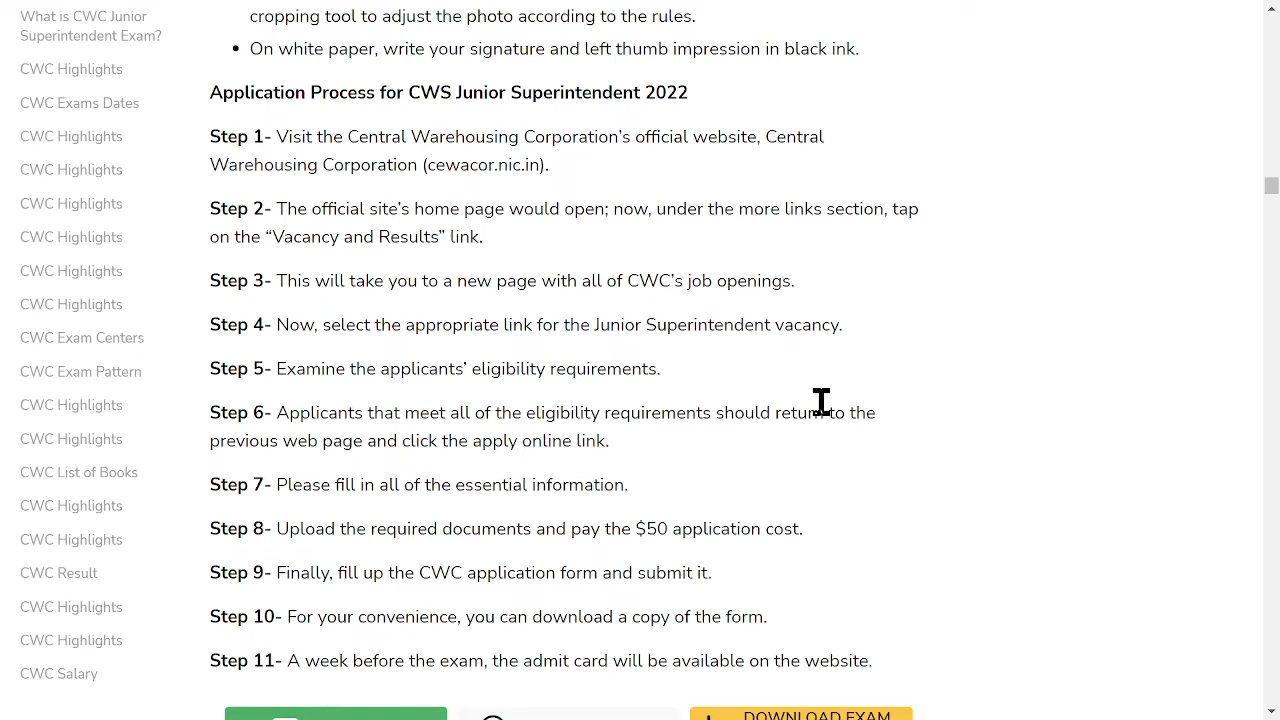 What is CWC Junior
Superintendent Exam?
CWC Highlights
CWC Exams Dates
CWC Highlights
CWC Highlights
CWC Highlights
CWC Highlights
CWC Highlights
CWC Highlights
CWC Exam Centers
CWC Exam Pattern
CWC Highlights
CWC Highlights
CWC List of Books
CWC Highlights
CWC Highlights
CWC Result
CWC Highlights
CWC Highlights
CWC Salary
cropping tool to adjust the photo according to the rules.
• On white paper, write your signature and left thumb impression in black ink.
Application Process for CWS Junior Superintendent 2022
Step 1- Visit the Central Warehousing Corporation’s official website, Central
Warehousing Corporation (cewacor.nic.in).
Step 2- The official site’s home page would open; now, under the more links section, tap
on the “Vacancy and Results” link.
Step 3- This will take you to a new page with all of CWC’s job openings.
Step 4- Now, select the appropriate link for the Junior Superintendent vacancy.
Step 5- Examine the applicants’ eligibility requirements.
Step 6- Applicants that meet all of the eligibility requirements should return to the
previous web page and click the apply online link.
Step 7- Please fill in all of the essential information.
Step 8- Upload the required documents and pay the $50 application cost.
Step 9- Finally, fill up the CWC application form and submit it.
Step 10- For your convenience, you can download a copy of the form.
Step 11- A week before the exam, the admit card will be available on the website.
DOWNLOAD EXAM